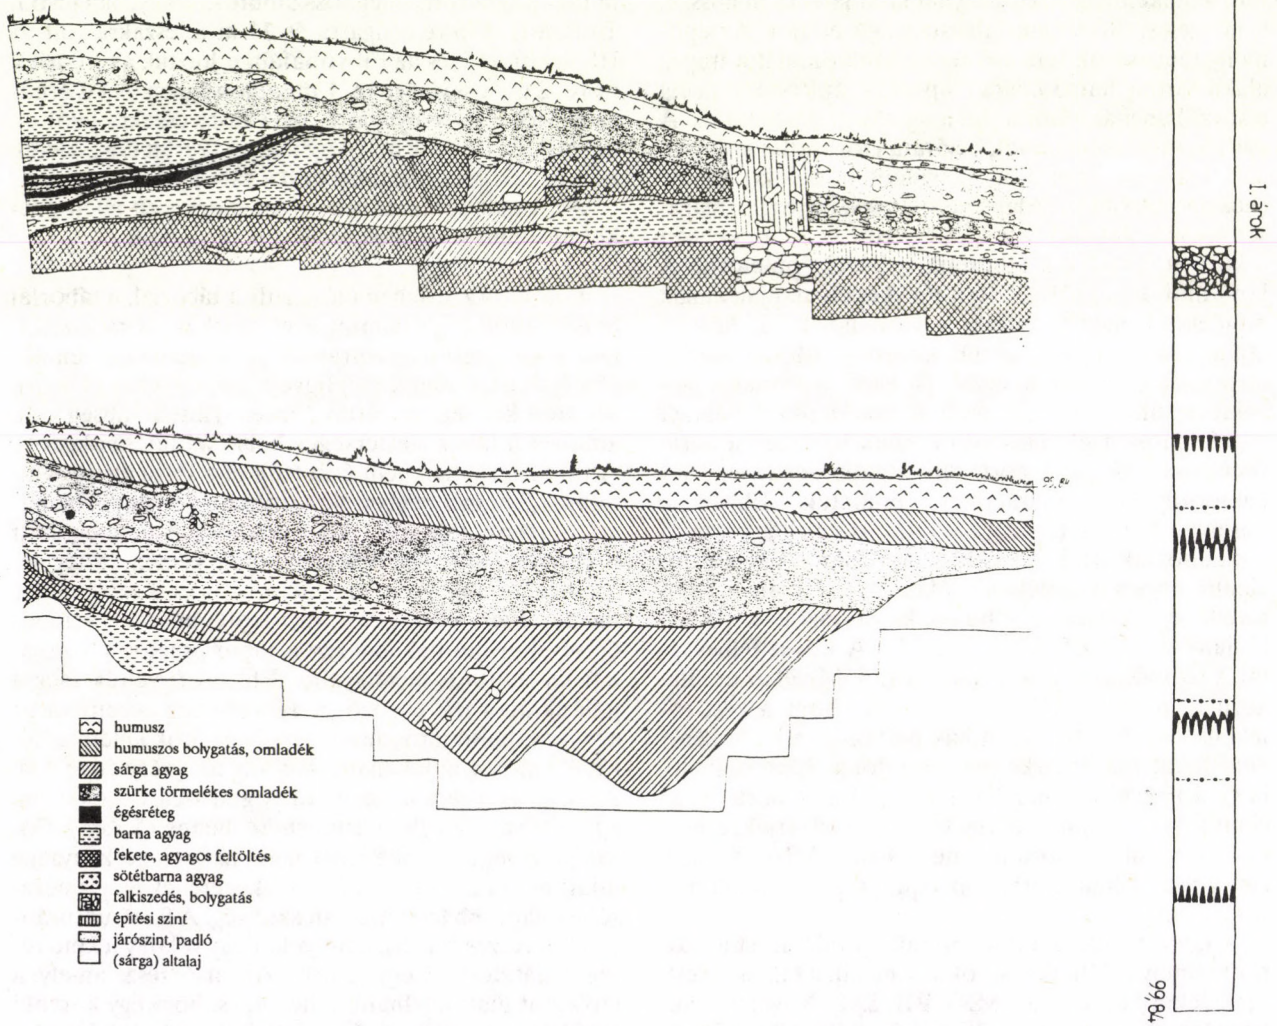 I. árok
humusz
humuszos bolygatás, omladék
sárga agyag
szürke törmelékes omladék
égésréteg
barna agyag
fekete, agyagos feltöltés
sötétbarna agyag
falkiszedés, bolygatás
építési szint
járószint, padló
(sárga) altalaj
99,84